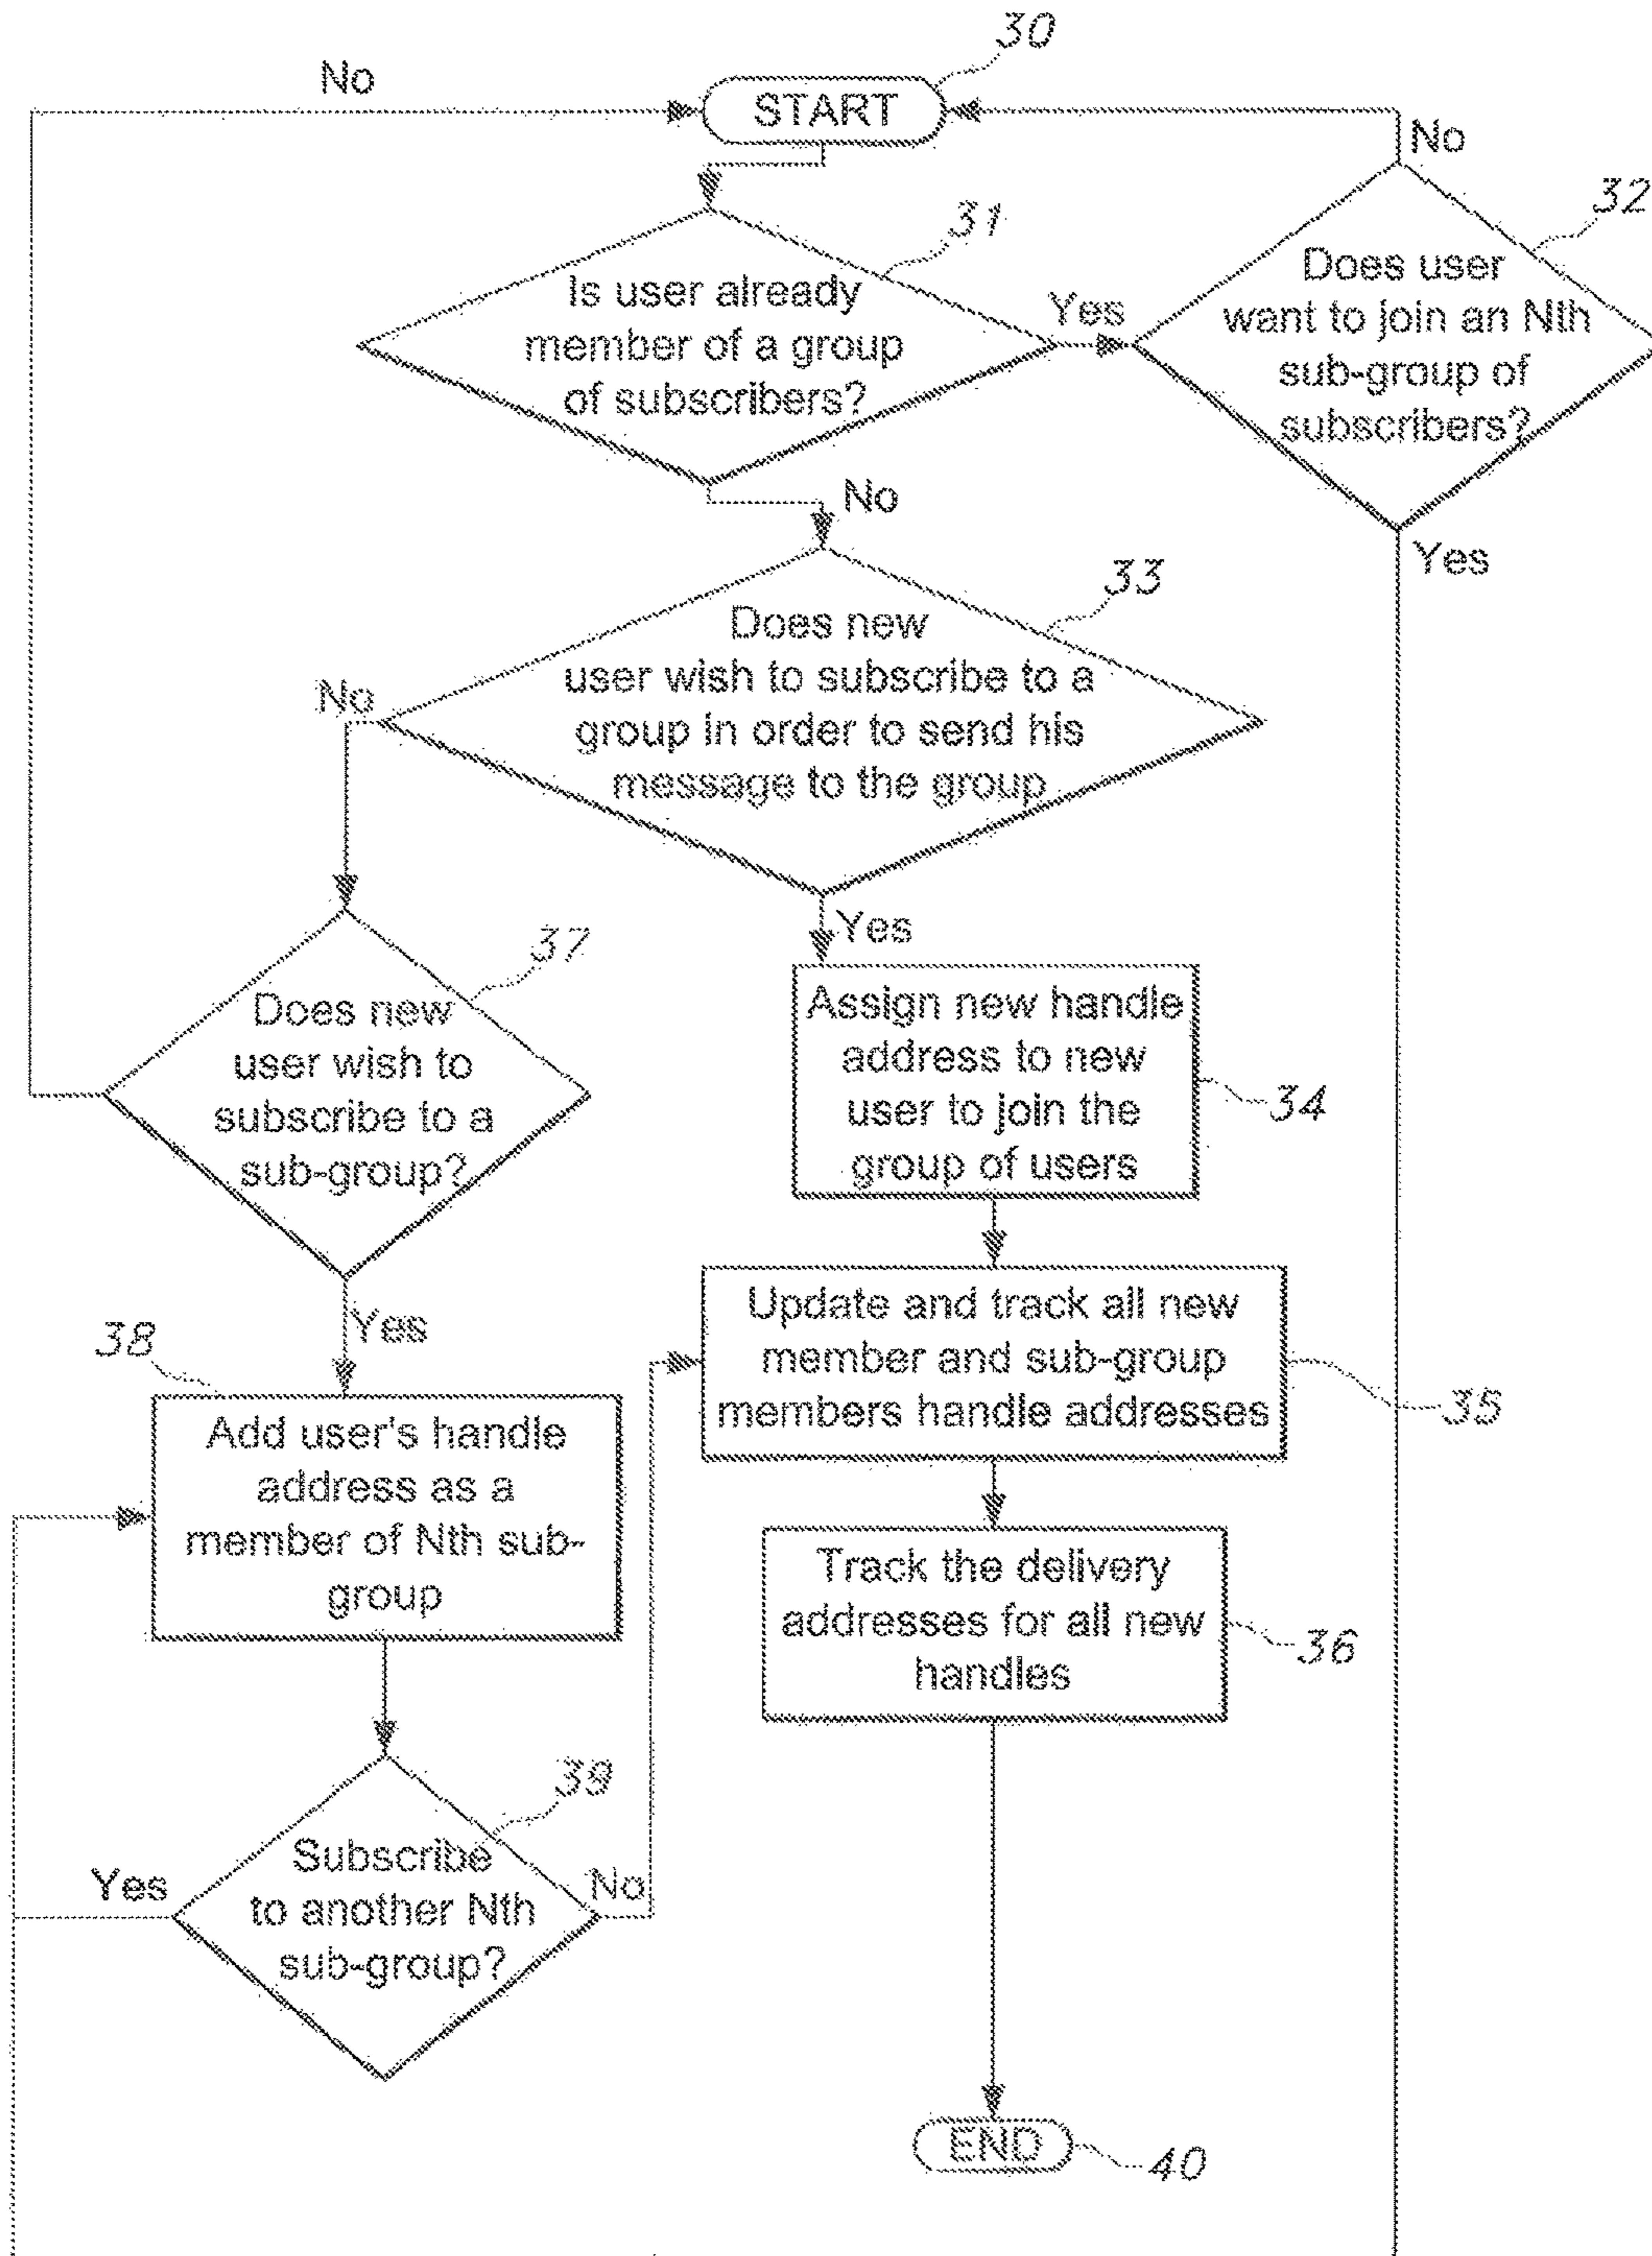 30
No
START
No
32
31
Does user
want to join an Nth
sub-group of
subscribers?
Is user already
member of a group
of subscribers?
Yes
No
Yes
33
Does new
user wish to subscribe to a
group in order to send his
message to the group
No
Yes
37
Does new
user wish to
subscribe to a
sub-group?
Assign new handle
address to new
user to join the
group of users
34
Yes
38
Update and track all new
member and sub-group
members handle addresses
35
Add user's handle
address as a
member of Nth sub-
group
Track the delivery
addresses for all new
handles
36
39
Subscribe
to another Nth
sub-group?
Yes
No
END
40